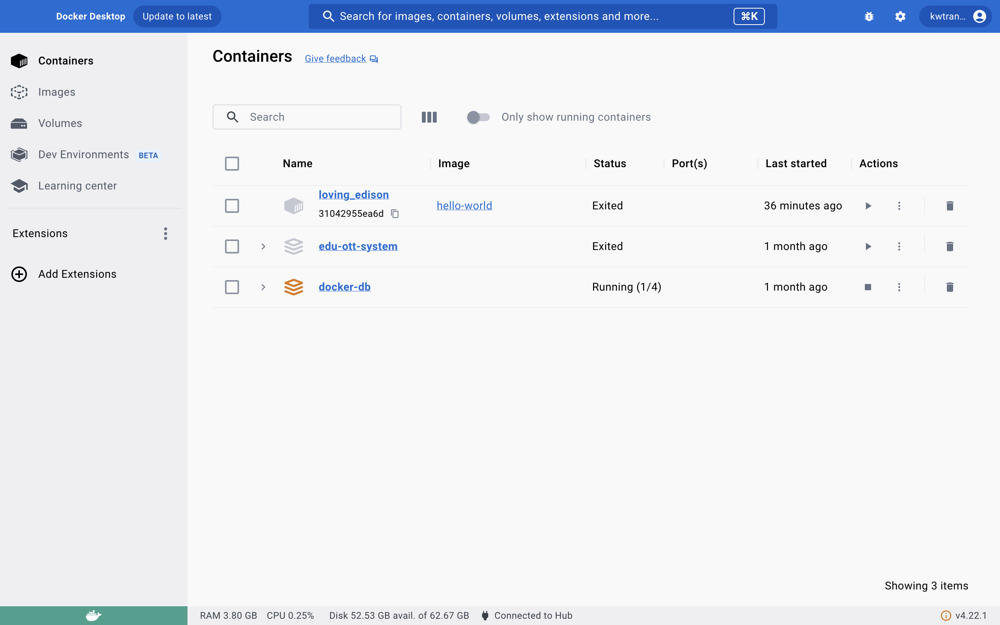 Docker Desktop
Update to latest
Search for images, containers, volumes, extensions and more...
⌘K
kwtran...
Containers
Images
Volumes
Dev Environments BETA
Learning center
Extensions
Add Extensions
Containers Give feedback
Search
Only show running containers
Name Image Status Port(s) Last started Actions
loving_edison
31042955ea6d
hello-world Exited 36 minutes ago
edu-ott-system Exited 1 month ago
docker-db Running (1/4) 1 month ago
Showing 3 items
RAM 3.80 GB CPU 0.25% Disk 52.53 GB avail. of 62.67 GB Connected to Hub v4.22.1